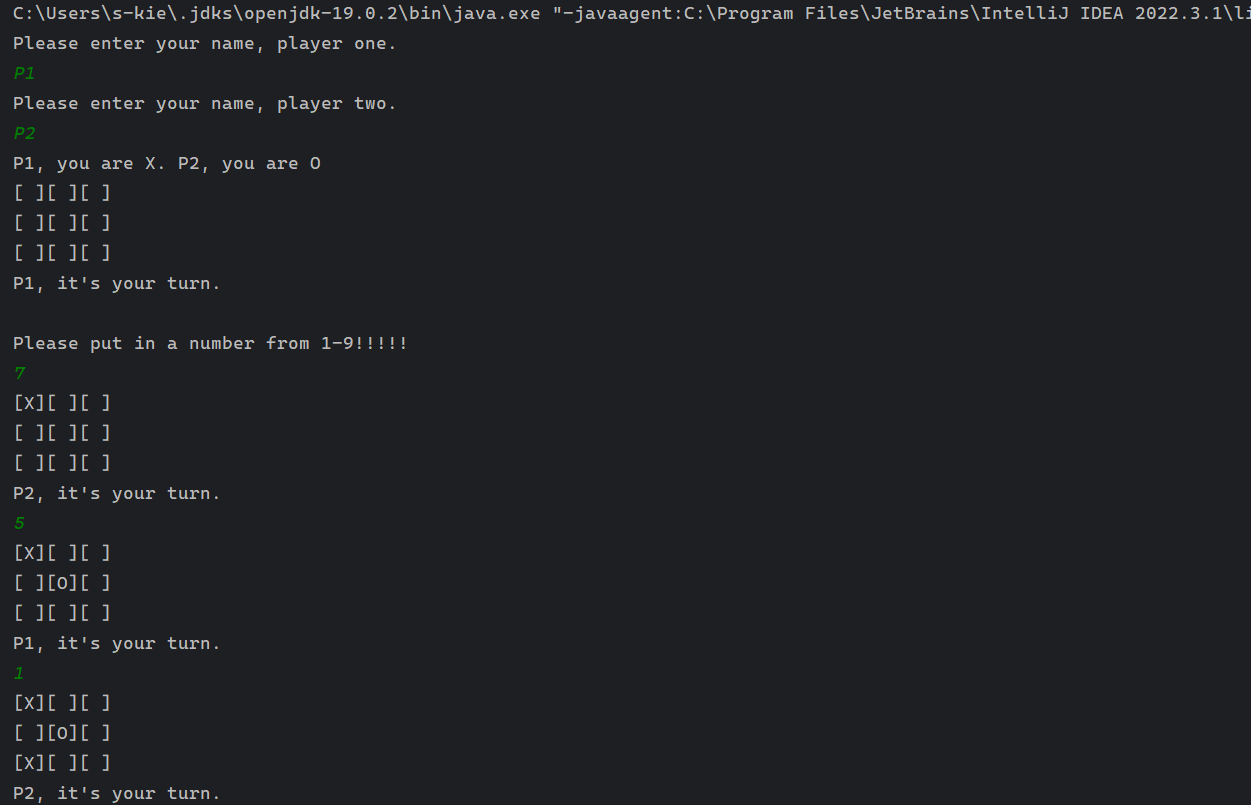 C:\Users\s-kie\.jdks\openjdk-19.0.2\bin\java.exe "-javaagent:C:\Program Files\JetBrains\IntelliJ IDEA 2022.3.1\li
Please enter your name, player one.
P1
Please enter your name, player two.
P2
P1, you are X. P2, you are O
[ ][ ][ ]
[ ][ ][ ]
[ ][ ][ ]
P1, it's your turn.

Please put in a number from 1-9!!!!!
7
[X][ ][ ]
[ ][ ][ ]
[ ][ ][ ]
P2, it's your turn.
5
[X][ ][ ]
[ ][O][ ]
[ ][ ][ ]
P1, it's your turn.
1
[X][ ][ ]
[ ][O][ ]
[X][ ][ ]
P2, it's your turn.